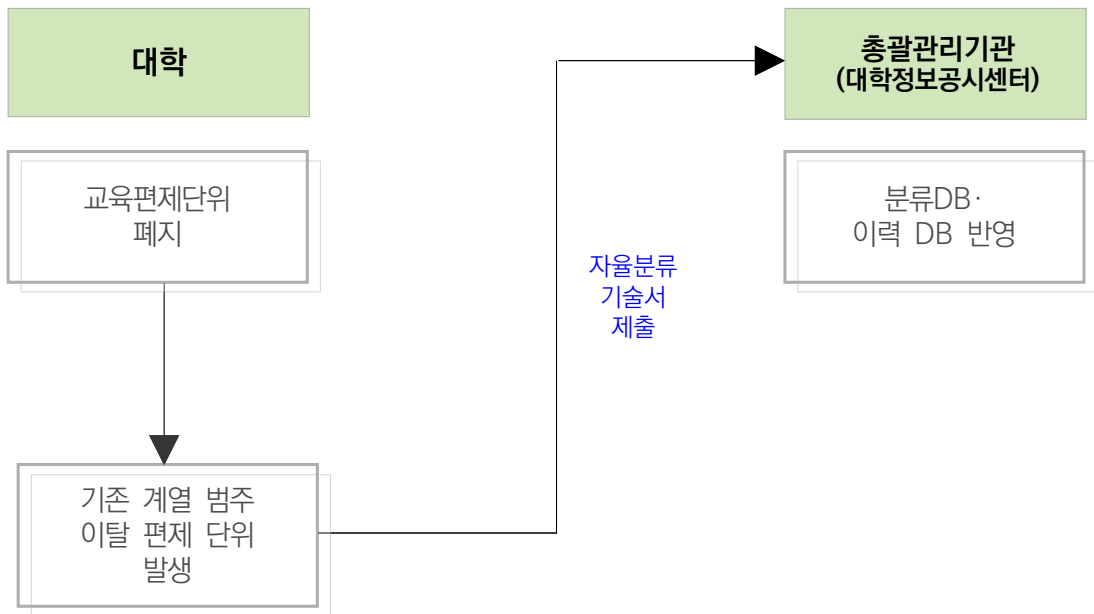 대학
총괄관리기관
(대학정보공시센터)
교육편제단위
폐지
분류DB·
이력 DB 반영
자율분류
기술서
제출
기존 계열 범주
이탈 편제 단위
발생